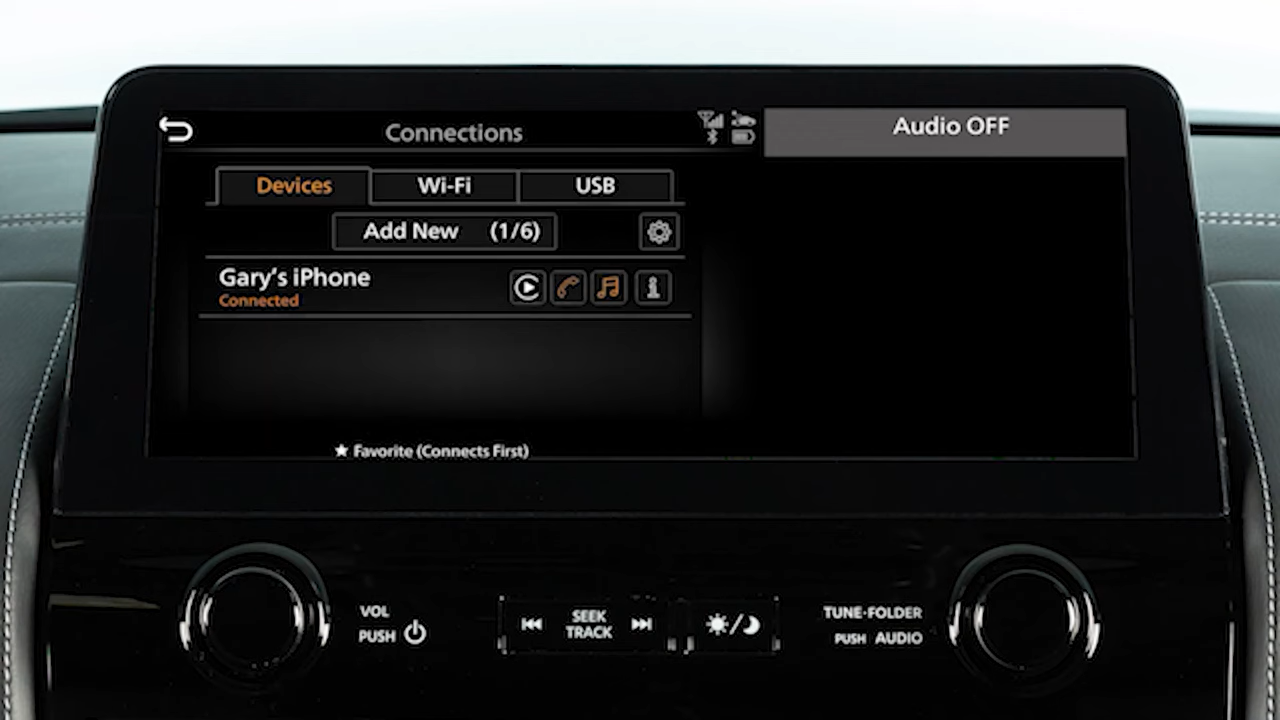 Connections
Audio OFF
Devices
Wi-Fi
USB
Add New (1/6)
Gary's iPhone
Connected
★ Favorite (Connects First)
VOL
PUSH
SEEK
TRACK
TUNE·FOLDER
PUSH AUDIO